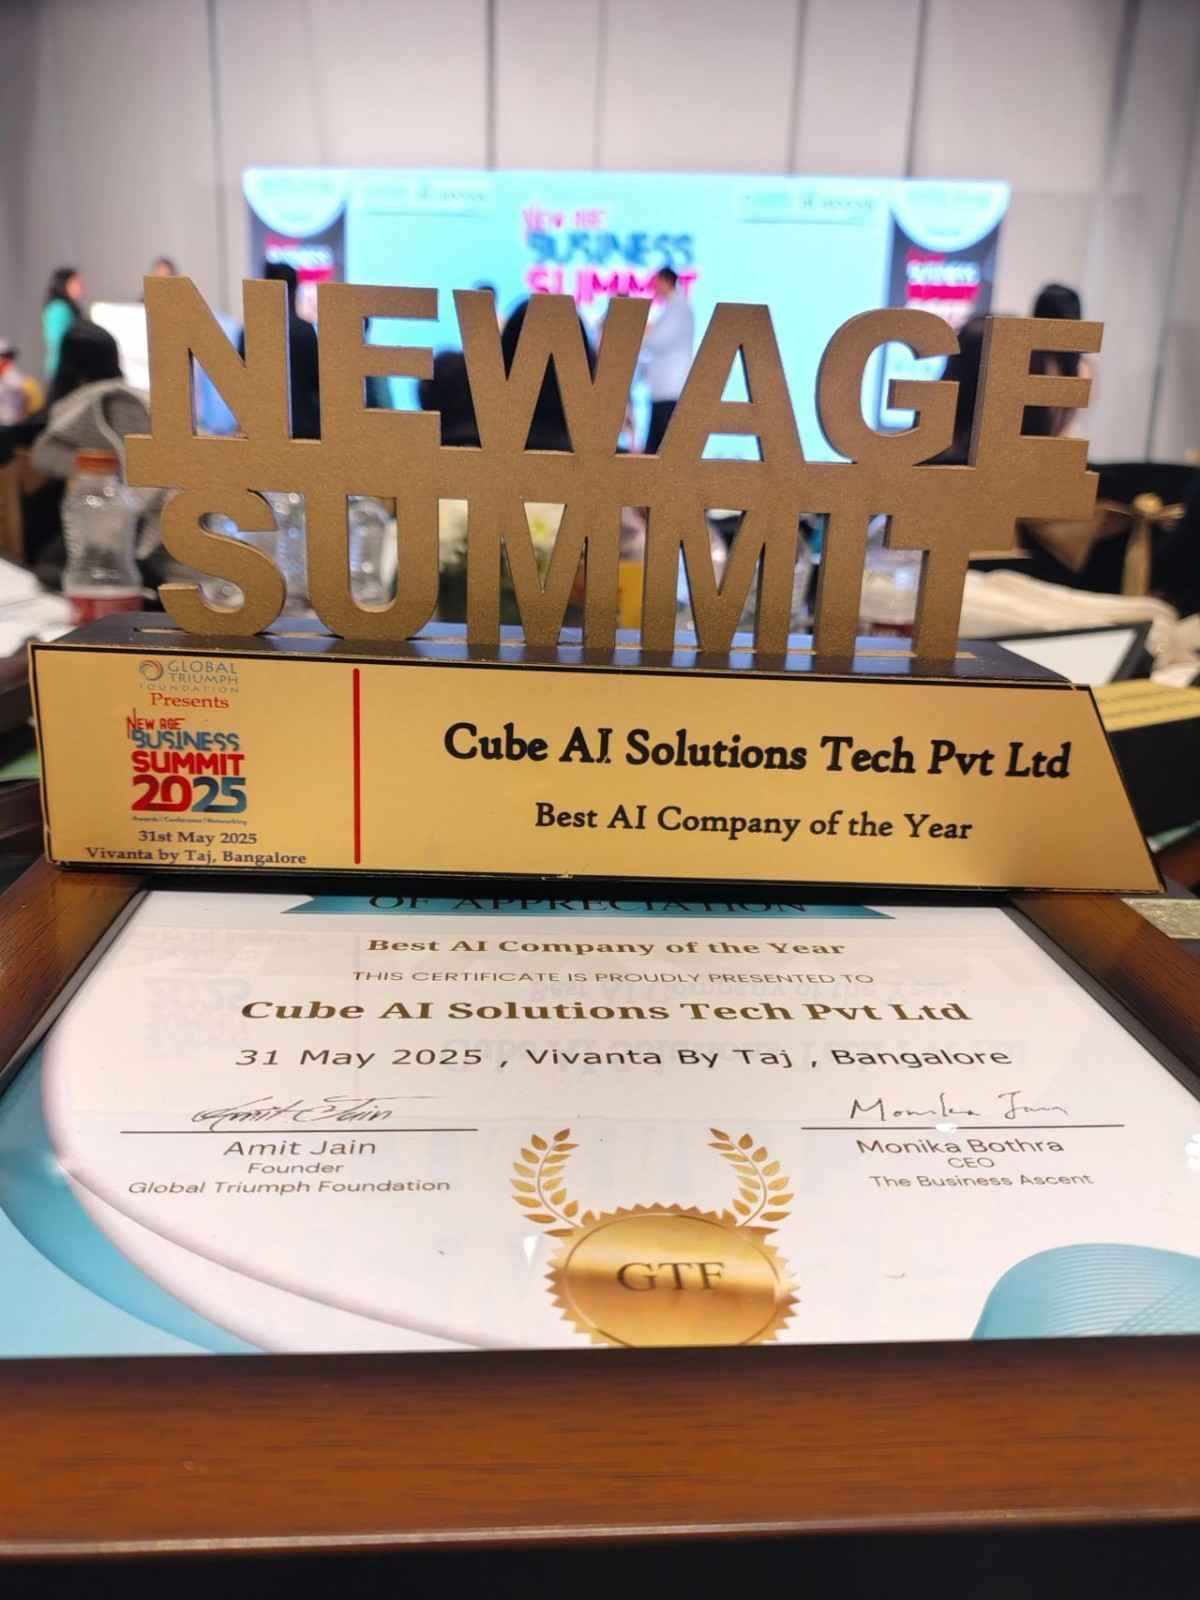 NEW AGE
BUSINESS
SUMMIT
NEWAGE
SUMMIT
GLOBAL
TRIUMPH
FOUNDATION
Presents
NEW AGE
BUSINESS
SUMMIT
2025
Awards | Conference | Networking
31st May 2025
Vivanta by Taj, Bangalore
Cube AI Solutions Tech Pvt Ltd
Best AI Company of the Year
OF APPRECIATION
Best AI Company of the Year
THIS CERTIFICATE IS PROUDLY PRESENTED TO
Cube AI Solutions Tech Pvt Ltd
31 May 2025 , Vivanta By Taj , Bangalore
Amit Jain
Amit Jain
Founder
Global Triumph Foundation
Monika Jain
Monika Bothra
CEO
The Business Ascent
GTF